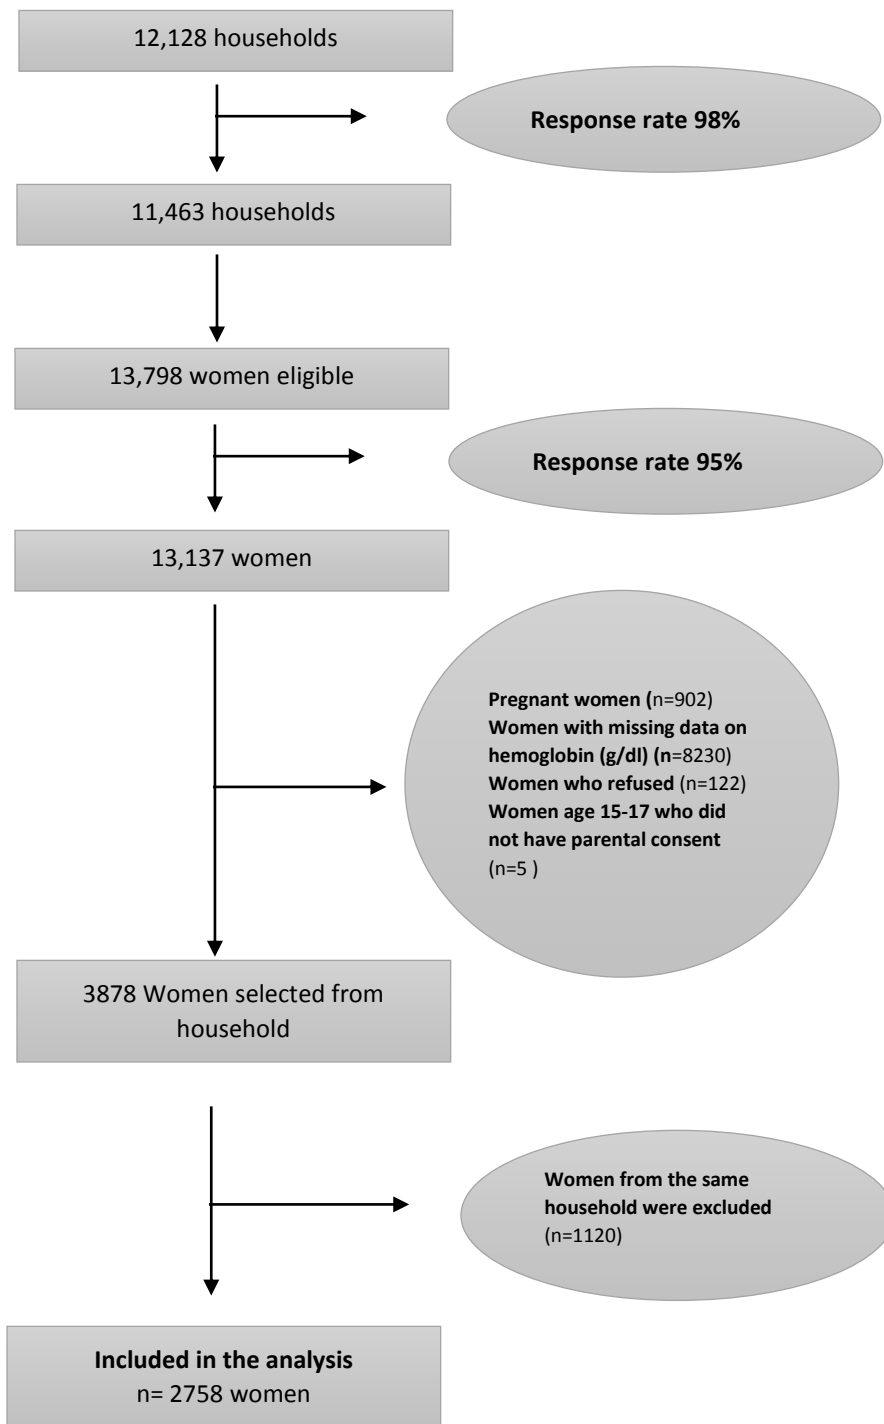 12,128 households
Response rate 98%
11,463 households
13,798 women eligible
Response rate 95%
13,137 women
Pregnant women (n=902)
Women with missing data on
hemoglobin (g/dl) (n=8230)
Women who refused (n=122)
Women age 15-17 who did
not have parental consent
(n=5 )
3878 Women selected from
household
Women from the same
household were excluded
(n=1120)
Included in the analysis
n= 2758 women